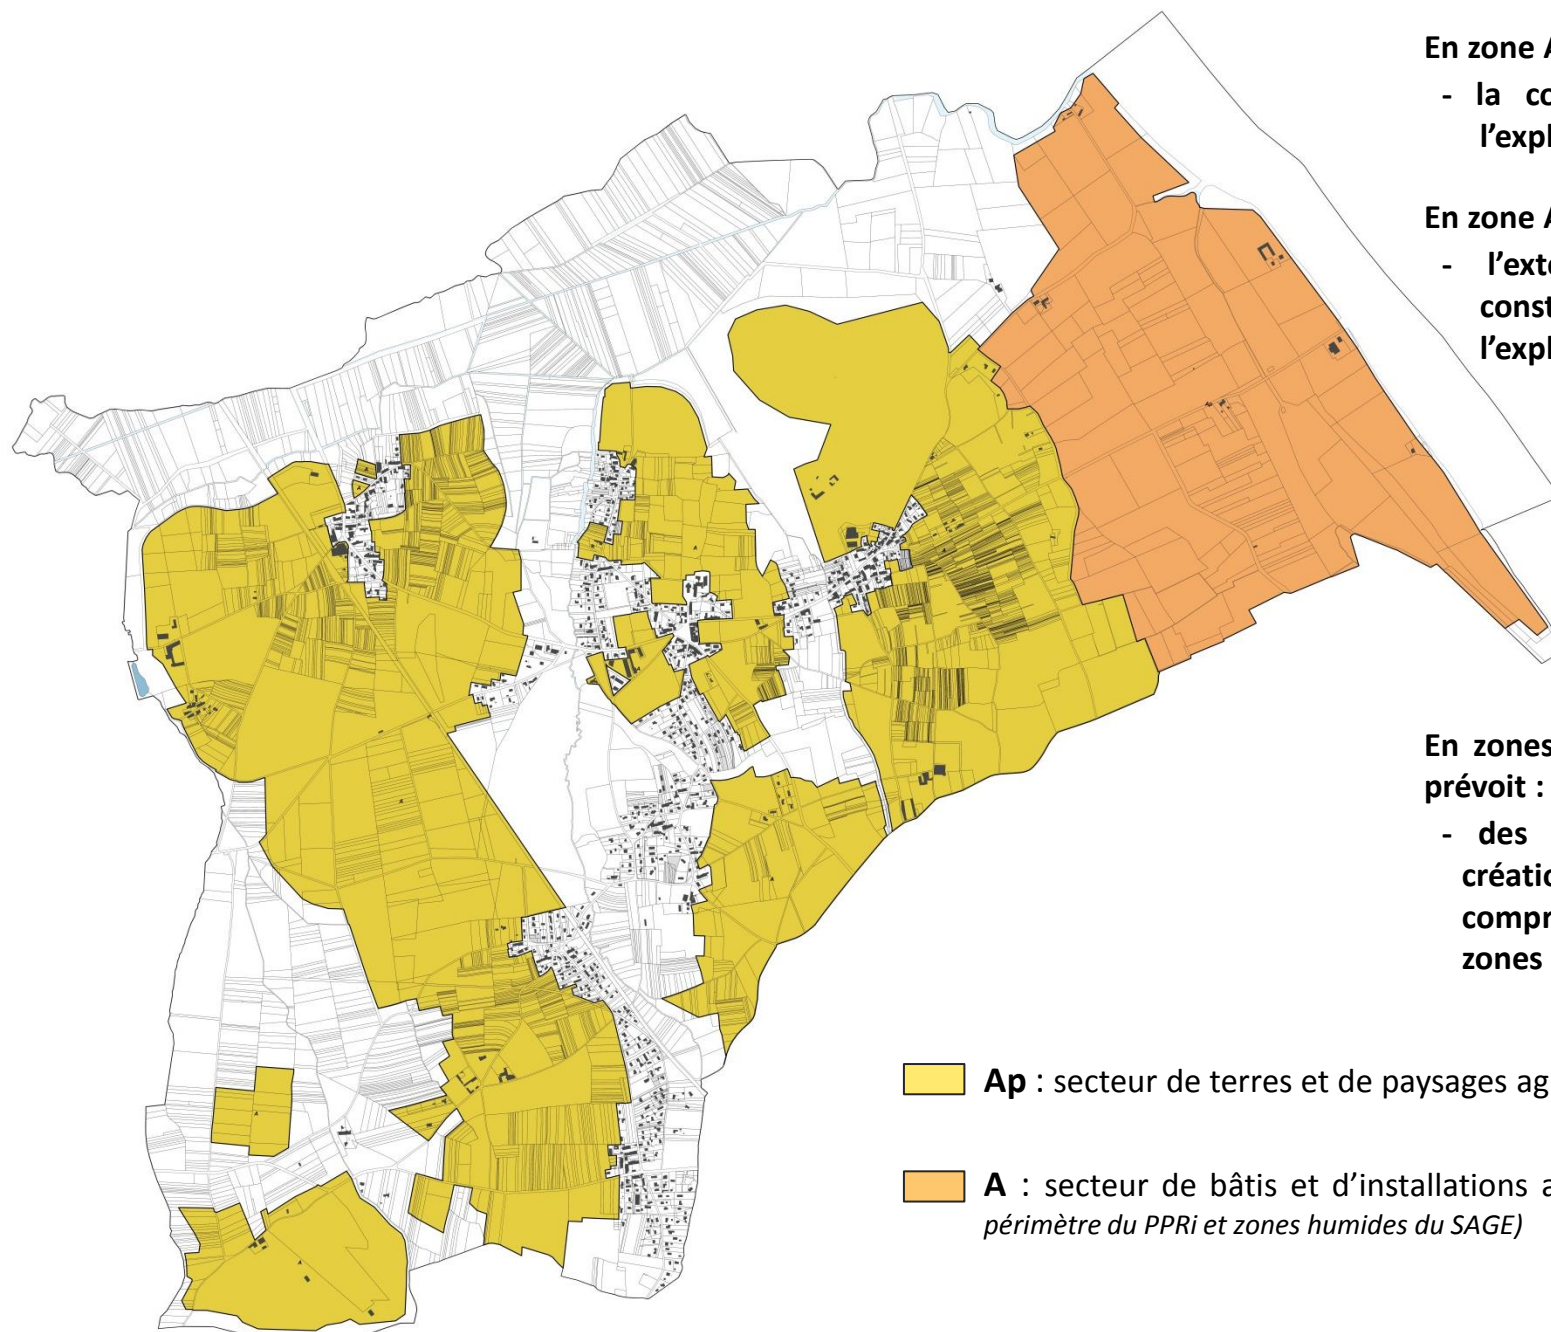 En zone A
- la co
l’expl
En zone A
- l’exte
const
l’expl
En zones
prévoit :
- des
créatio
compr
zones
Ap : secteur de terres et de paysages ag
A : secteur de bâtis et d’installations a
périmètre du PPRi et zones humides du SAGE)